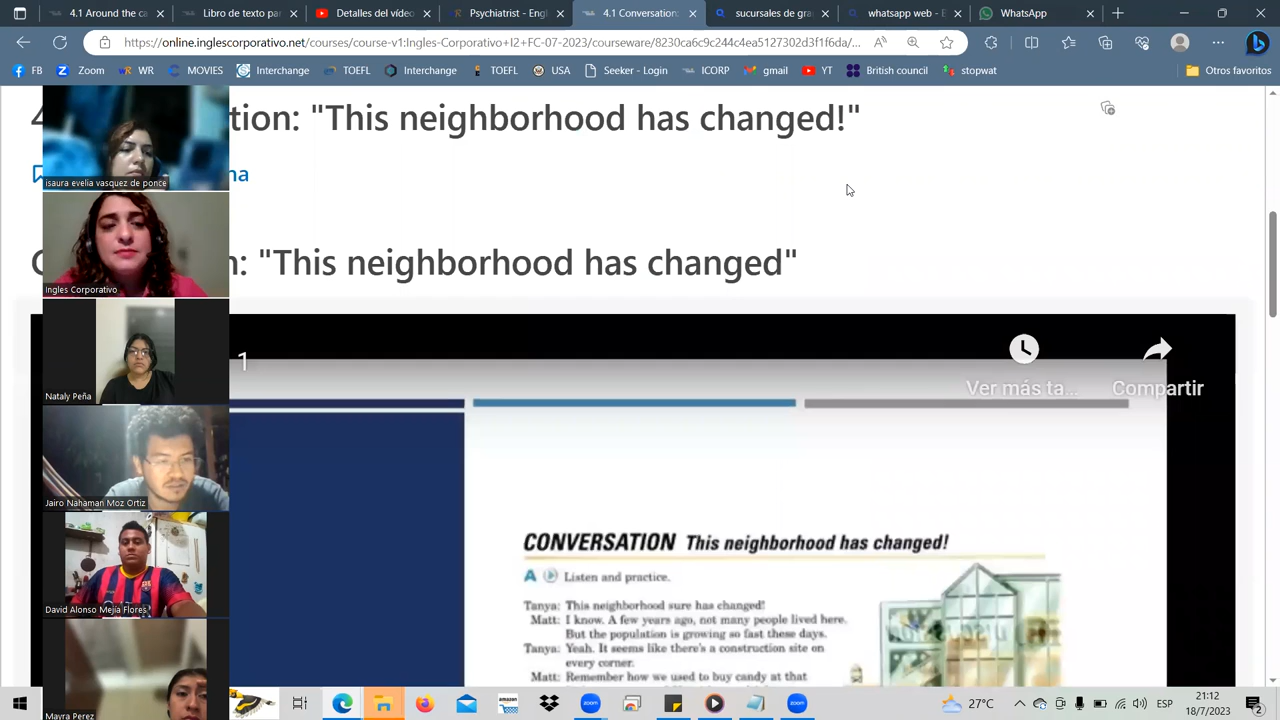 4.1 Around the ca
Libro de texto par
Detalles del vídeo
Psychiatrist - Engl
4.1 Conversation:
sucursales de gra
whatsapp web - B
WhatsApp
https://online.inglescorporativo.net/courses/course-v1:Ingles-Corporativo+I2+FC-07-2023/courseware/8230ca6c9c244c4ea5127302d3f1f6da/...
FB
Zoom
WR
MOVIES
Interchange
TOEFL
Interchange
TOEFL
USA
Seeker - Login
ICORP
gmail
YT
British council
stopwat
Otros favoritos
tion: "This neighborhood has changed!"
na
n: "This neighborhood has changed"
1
Ver más ta...
Compartir
CONVERSATION This neighborhood has changed!
A Listen and practice.
Tanya: This neighborhood sure has changed!
Matt: I know. A few years ago, not many people lived here.
But the population is growing so fast these days.
Tanya: Yeah. It seems like there's a construction site on
every corner.
Matt: Remember how we used to buy candy at that
isaura evelia vasquez de ponce
Ingles Corporativo
Nataly Peña
Jairo Nahaman Moz Ortiz
David Alonso Mejía Flores
Mayra Perez
27°C
ESP
21:12
18/7/2023
2